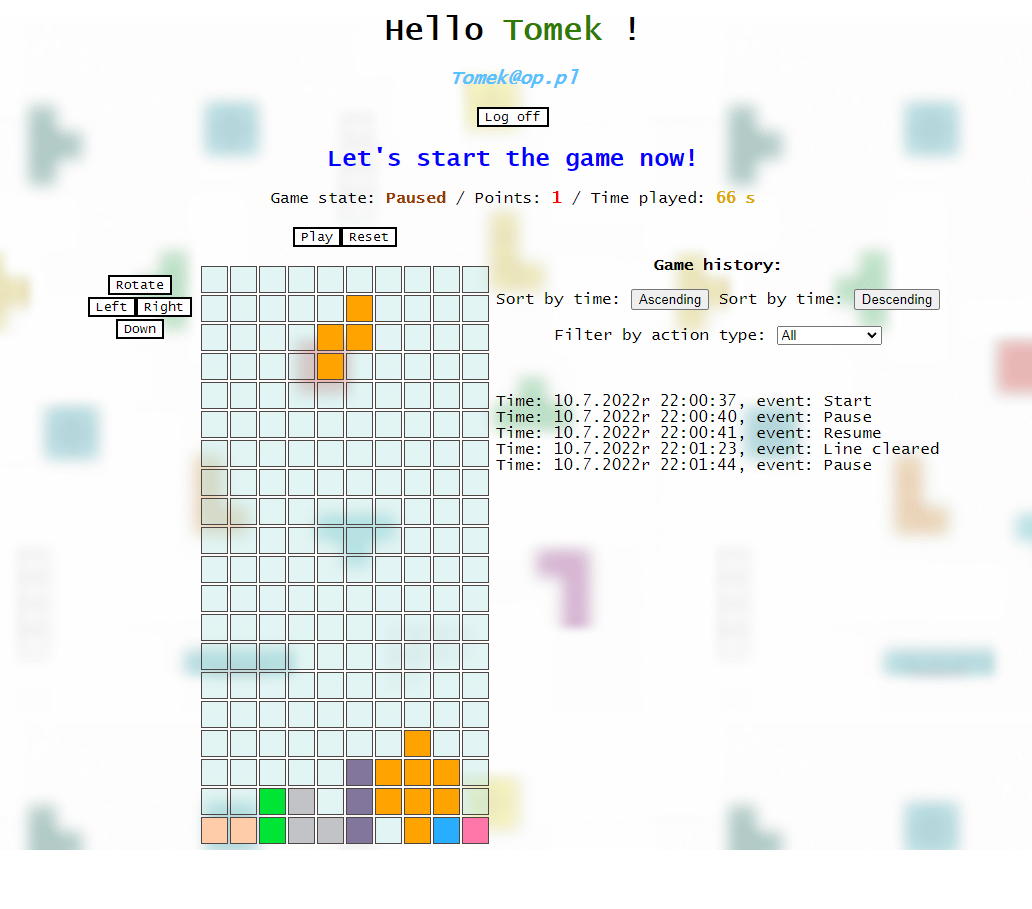 Hello Tomek !
Tomek@op.pl
Log off
Let's start the game now!
Game state: Paused / Points: 1 / Time played: 66 s
Play Reset
Rotate
Left Right
Down
Game history:
Sort by time: Ascending Sort by time: Descending
Filter by action type: All
Time: 10.7.2022r 22:00:37, event: Start
Time: 10.7.2022r 22:00:40, event: Pause
Time: 10.7.2022r 22:00:41, event: Resume
Time: 10.7.2022r 22:01:23, event: Line cleared
Time: 10.7.2022r 22:01:44, event: Pause